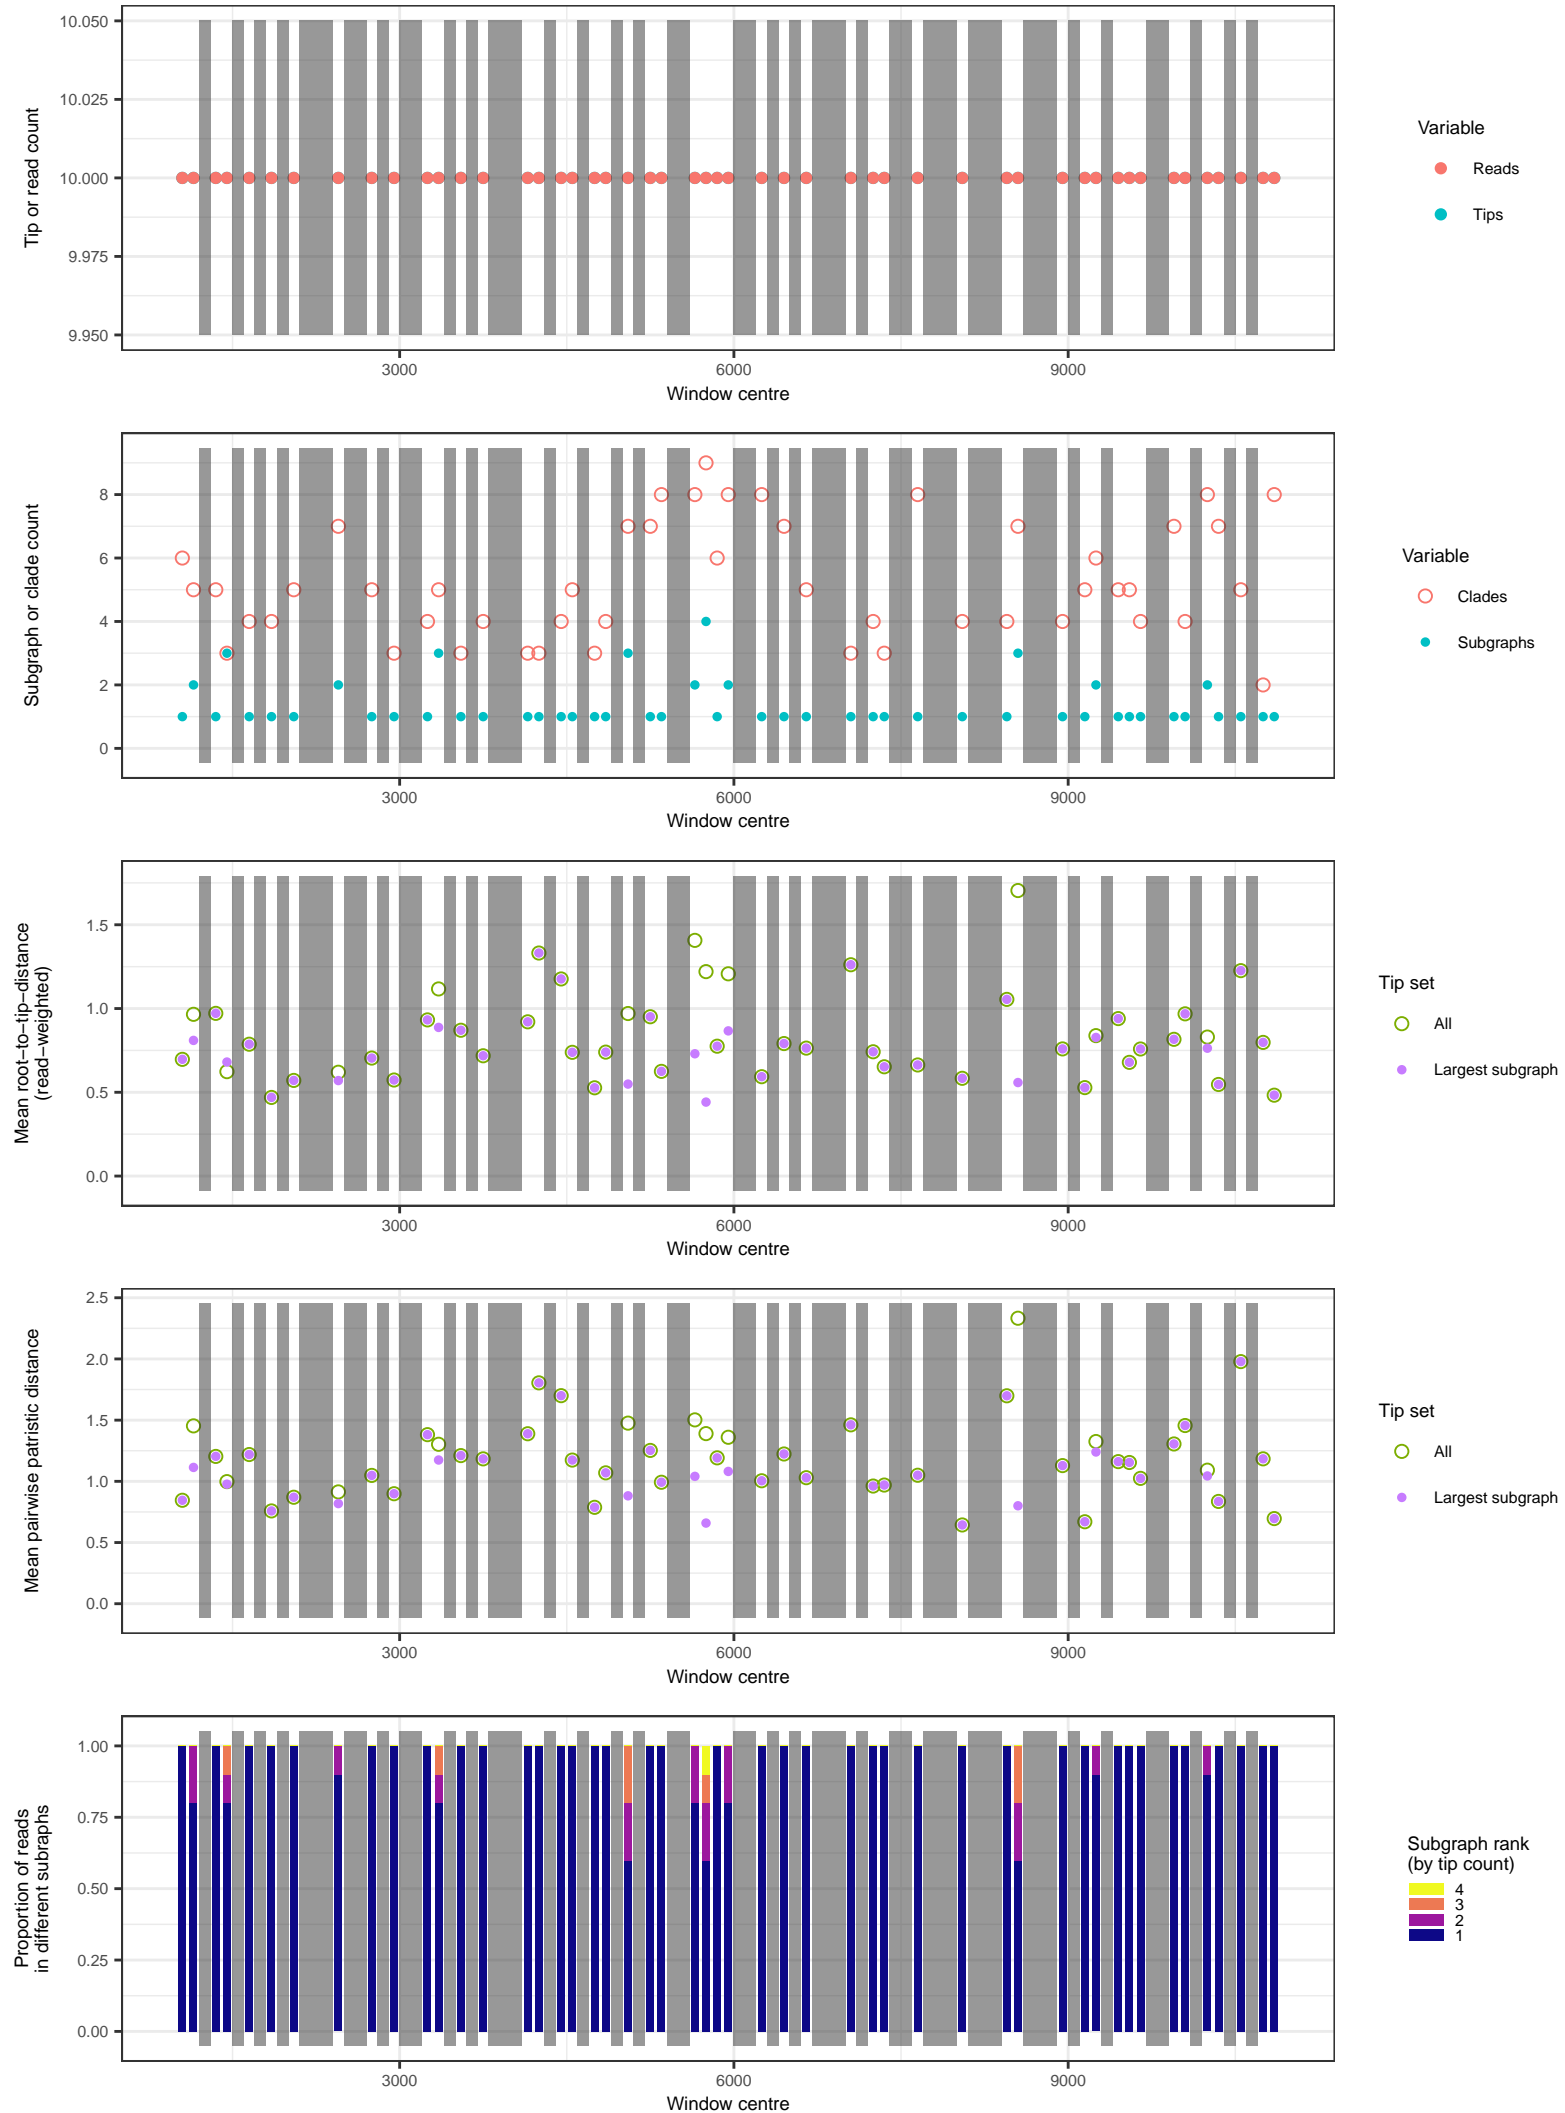 10.050
10.025
10.000
9.975
9.950
Tip or read count
3000
6000
9000
Window centre
Variable
Reads
Tips
8
6
4
2
0
Subgraph or clade count
3000
6000
9000
Window centre
Variable
Clades
Subgraphs
1.5
1.0
0.5
0.0
Mean root−to−tip−distance
(read−weighted)
3000
6000
9000
Window centre
Tip set
All
Largest subgraph
2.5
2.0
1.5
1.0
0.5
0.0
Mean pairwise patristic distance
3000
6000
9000
Window centre
Tip set
All
Largest subgraph
1.00
0.75
0.50
0.25
0.00
Proportion of reads
in different subraphs
3000
6000
9000
Window centre
Subgraph rank
(by tip count)
4
3
2
1